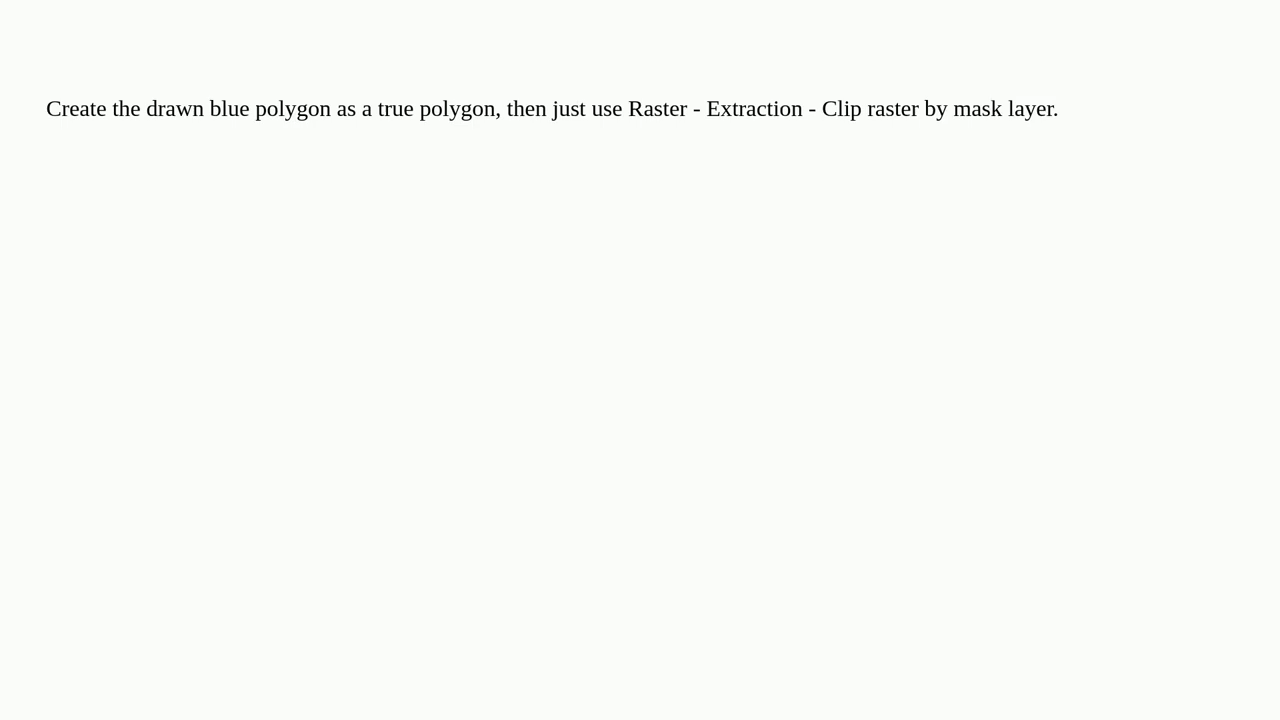 Create the drawn blue polygon as a true polygon, then just use Raster - Extraction - Clip raster by mask layer.